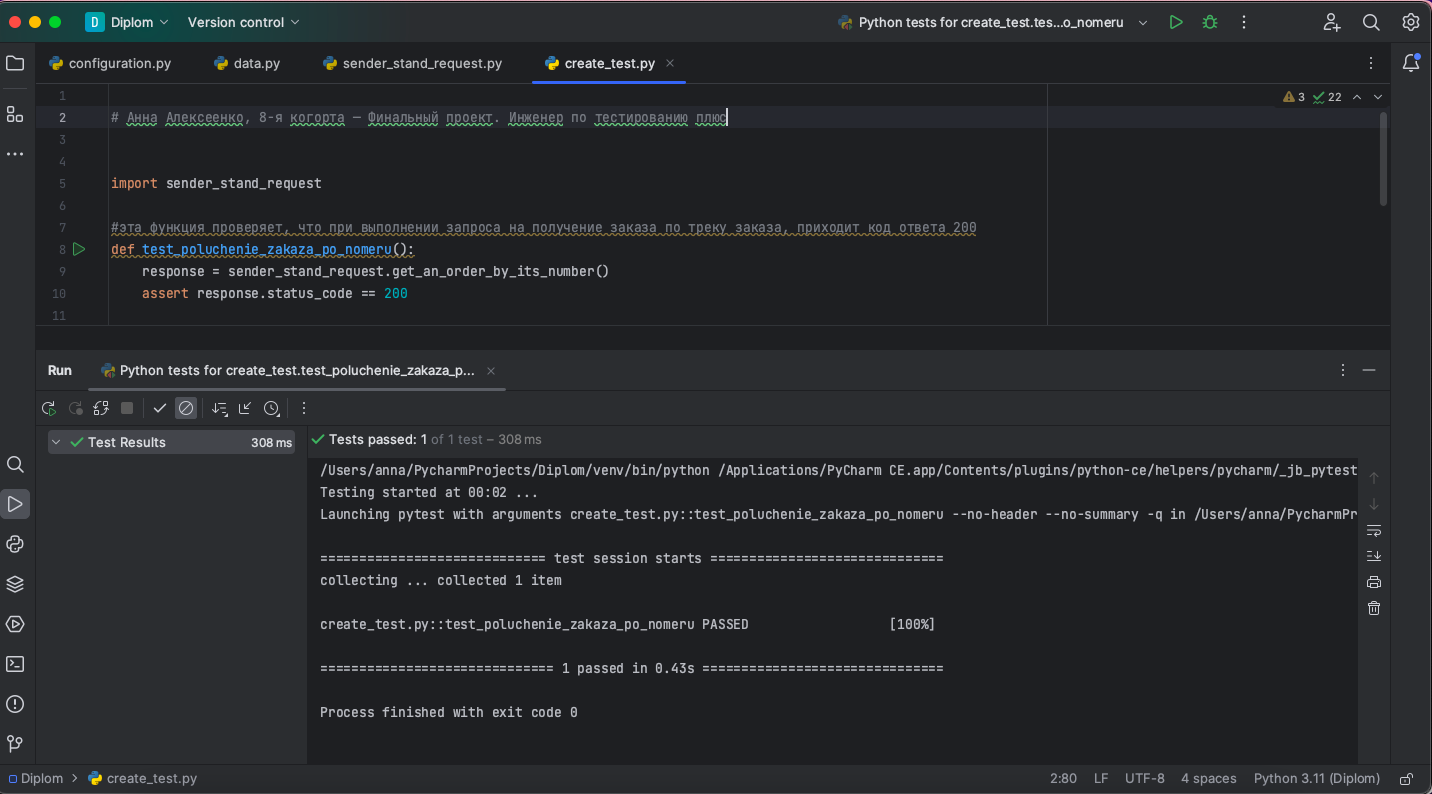 D Diplom Version control Python tests for create_test.tes...o_nomeru
configuration.py data.py sender_stand_request.py create_test.py
1 3 22
2 # Анна Алексеенко, 8-я когорта — Финальный проект. Инженер по тестированию плюс
3
4
5 import sender_stand_request
6
7 #эта функция проверяет, что при выполнении запроса на получение заказа по треку заказа, приходит код ответа 200
8 def test_poluchenie_zakaza_po_nomeru():
9 response = sender_stand_request.get_an_order_by_its_number()
10 assert response.status_code == 200
11
Run Python tests for create_test.test_poluchenie_zakaza_p...
Test Results 308 ms
Tests passed: 1 of 1 test – 308 ms
/Users/anna/PycharmProjects/Diplom/venv/bin/python /Applications/PyCharm CE.app/Contents/plugins/python-ce/helpers/pycharm/_jb_pytest
Testing started at 00:02 ...
Launching pytest with arguments create_test.py::test_poluchenie_zakaza_po_nomeru --no-header --no-summary -q in /Users/anna/PycharmPr
============================= test session starts ==============================
collecting ... collected 1 item
create_test.py::test_poluchenie_zakaza_po_nomeru PASSED [100%]
============================== 1 passed in 0.43s ===============================
Process finished with exit code 0
Diplom > create_test.py 2:80 LF UTF-8 4 spaces Python 3.11 (Diplom)